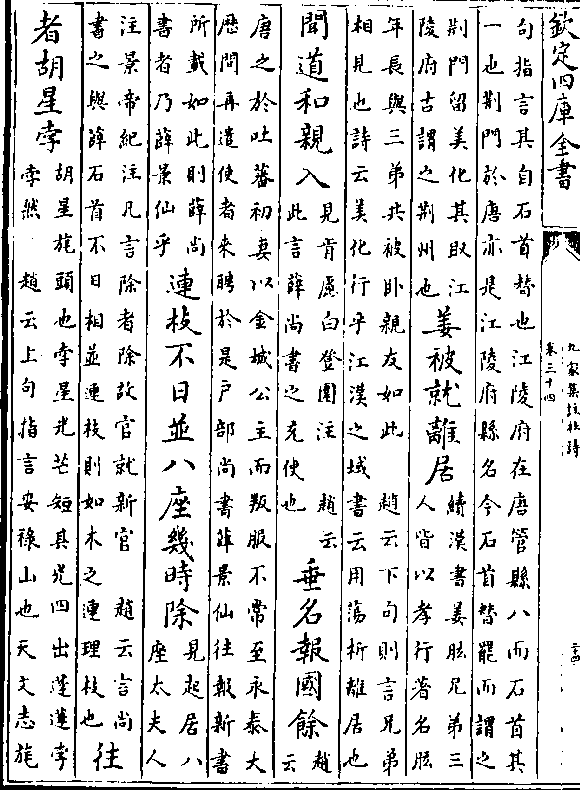 欽定四庫全書
九家集註杜詩
卷三十四
句指言其自石首替也江陵府在唐管縣八而石首其
一也荆門於唐亦是江陵府縣名今石首替罷而謂之
荆門留美化其取江
陵府古謂之荆州也
姜被就離居
續漢書姜肱兄弟三
人皆以孝行著名肱
年長與三弟共被卧親友如此 趙云下句則言兄弟
相見也詩云美化行乎江漢之域書云用蕩析離居也
聞道和親入
見肯慮白登圍注 趙云
此言薛尚書之充使也
垂名報國餘
趙
云
唐之於吐蕃初妻以金城公主而叛服不常至永泰大
歴間再遣使者來聘於是戸部尚書薛景仙往報新書
所載如此則薛尚
書者乃薛景仙乎
連枝不日並八座幾時除
見起居八
座太夫人
注景帝紀注凡言除者除故官就新官 趙云言尚
書之與薛石首不日相並連枝則如木之連理枝也
往
者胡星孛
胡星旄頭也孛星光芒短其光四出蓬蓬孛
孛然 趙云上句指言安禄山也天文志旄